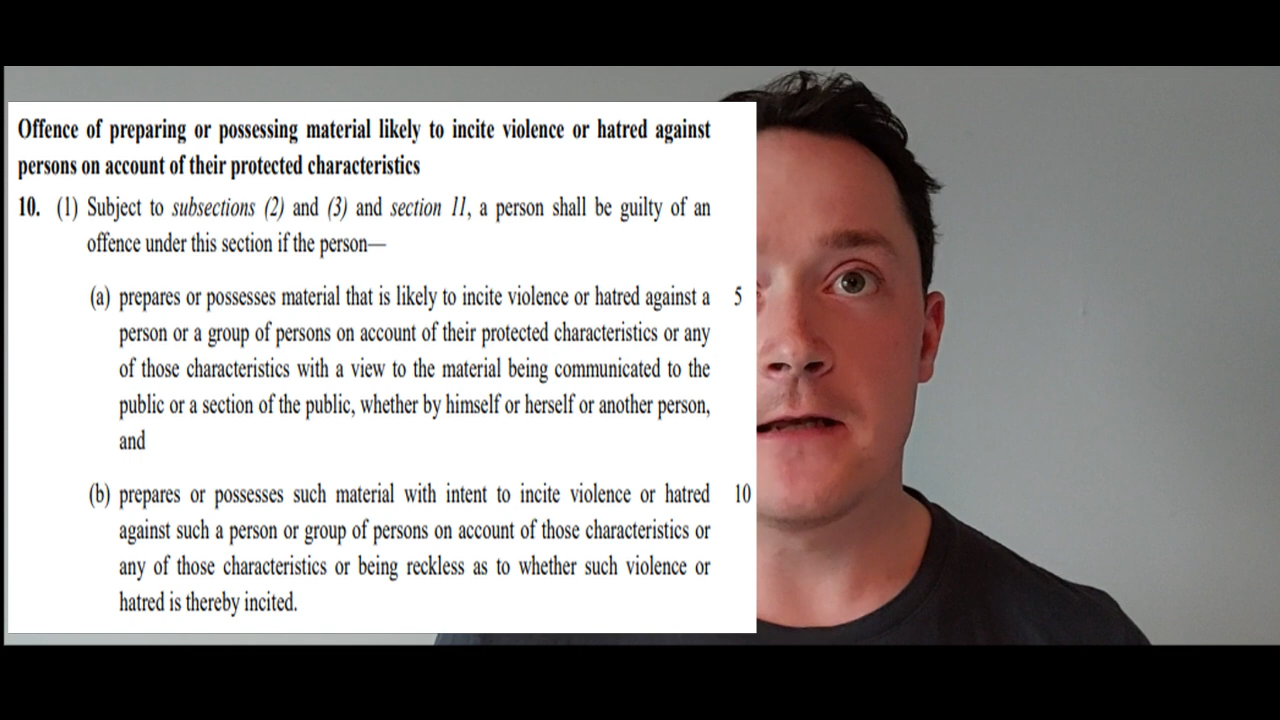 Offence of preparing or possessing material likely to incite violence or hatred against
persons on account of their protected characteristics
10. (1) Subject to subsections (2) and (3) and section 11, a person shall be guilty of an
offence under this section if the person—
(a) prepares or possesses material that is likely to incite violence or hatred against a 5
person or a group of persons on account of their protected characteristics or any
of those characteristics with a view to the material being communicated to the
public or a section of the public, whether by himself or herself or another person,
and
(b) prepares or possesses such material with intent to incite violence or hatred 10
against such a person or group of persons on account of those characteristics or
any of those characteristics or being reckless as to whether such violence or
hatred is thereby incited.